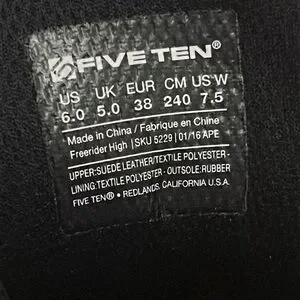 FIVE TEN®
US UK EUR CM US W
6.0 5.0 38 240 7.5
Made in China / Fabriqué en Chine
Freerider High | SKU 5229 | 01/16 APE
UPPER:SUEDE LEATHER/TEXTILE POLYESTER -
LINING:TEXTILE POLYESTER - OUTSOLE:RUBBER
FIVE TEN® • REDLANDS, CALIFORNIA U.S.A.